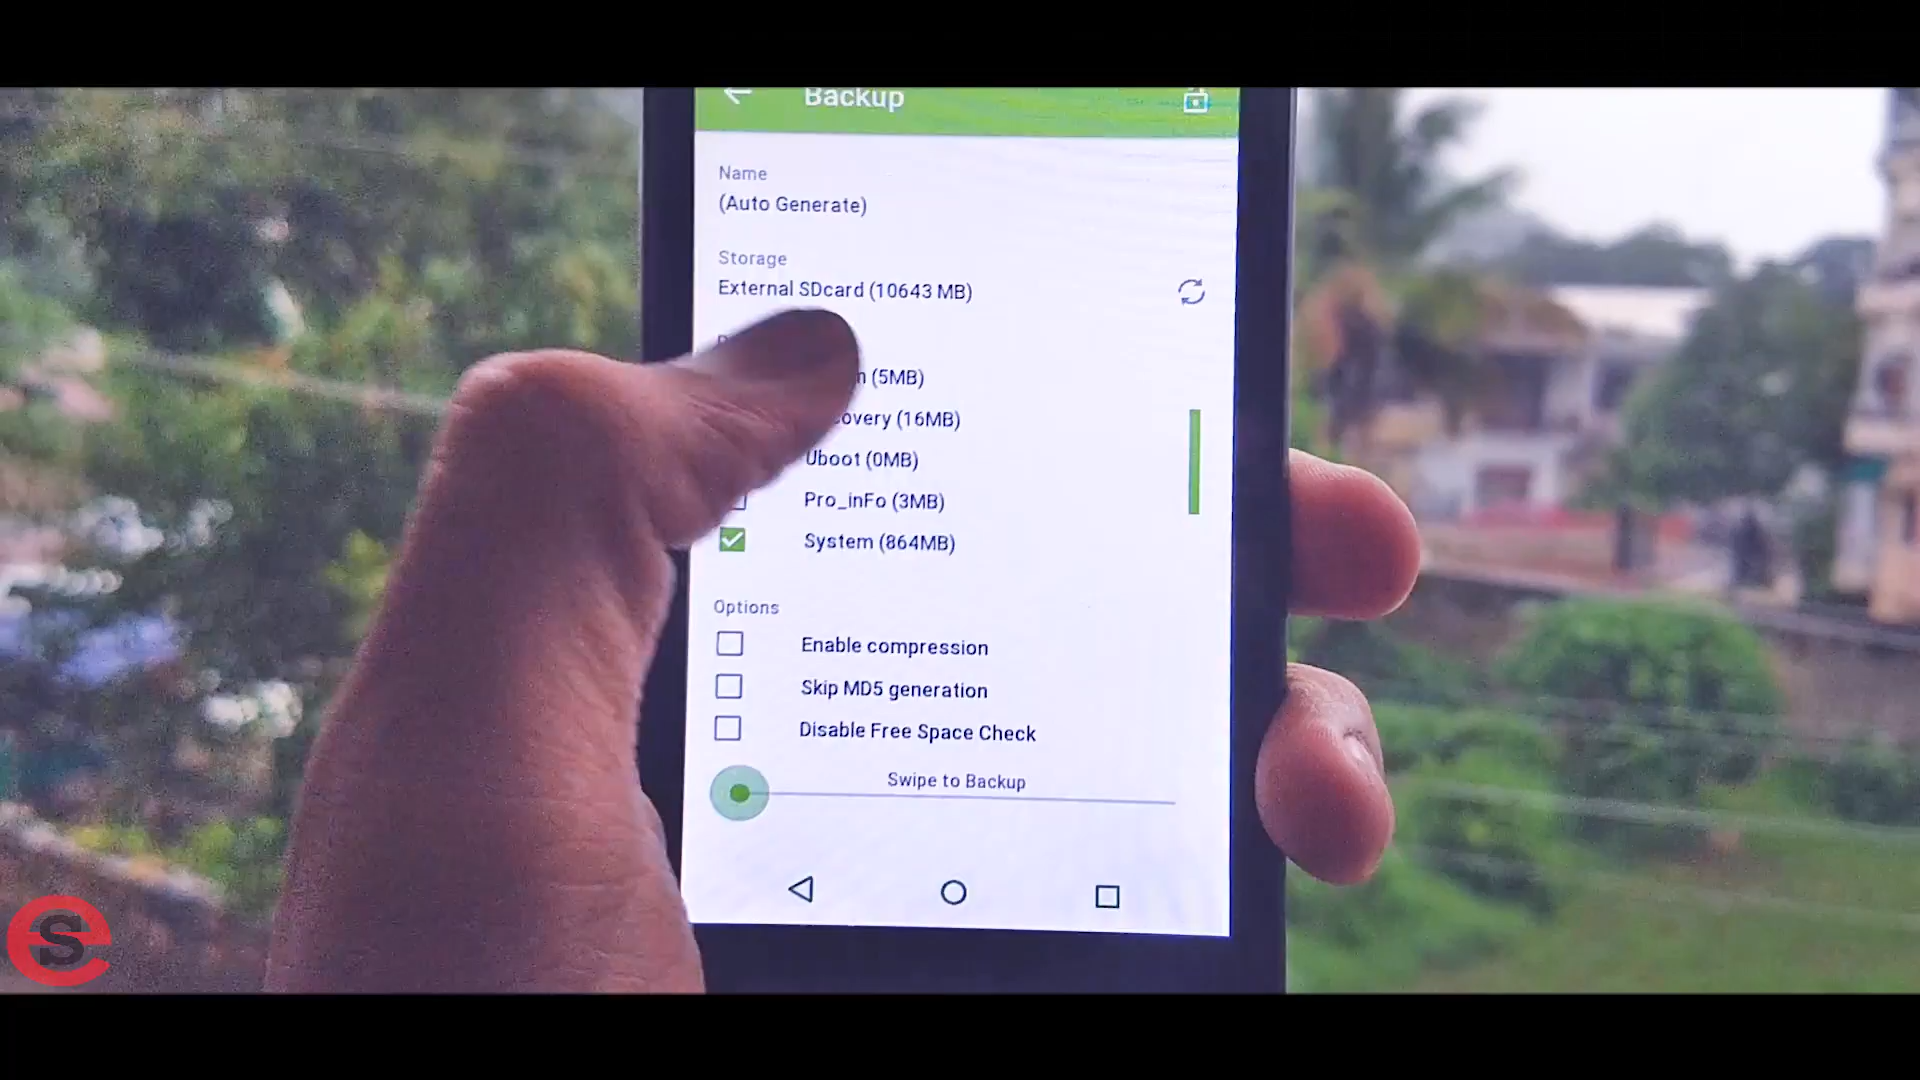 Backup
Name
(Auto Generate)
Storage
External SDcard (10643 MB)
(5MB)
(16MB)
Uboot (0MB)
Pro_inFo (3MB)
System (864MB)
Options
Enable compression
Skip MD5 generation
Disable Free Space Check
Swipe to Backup
es